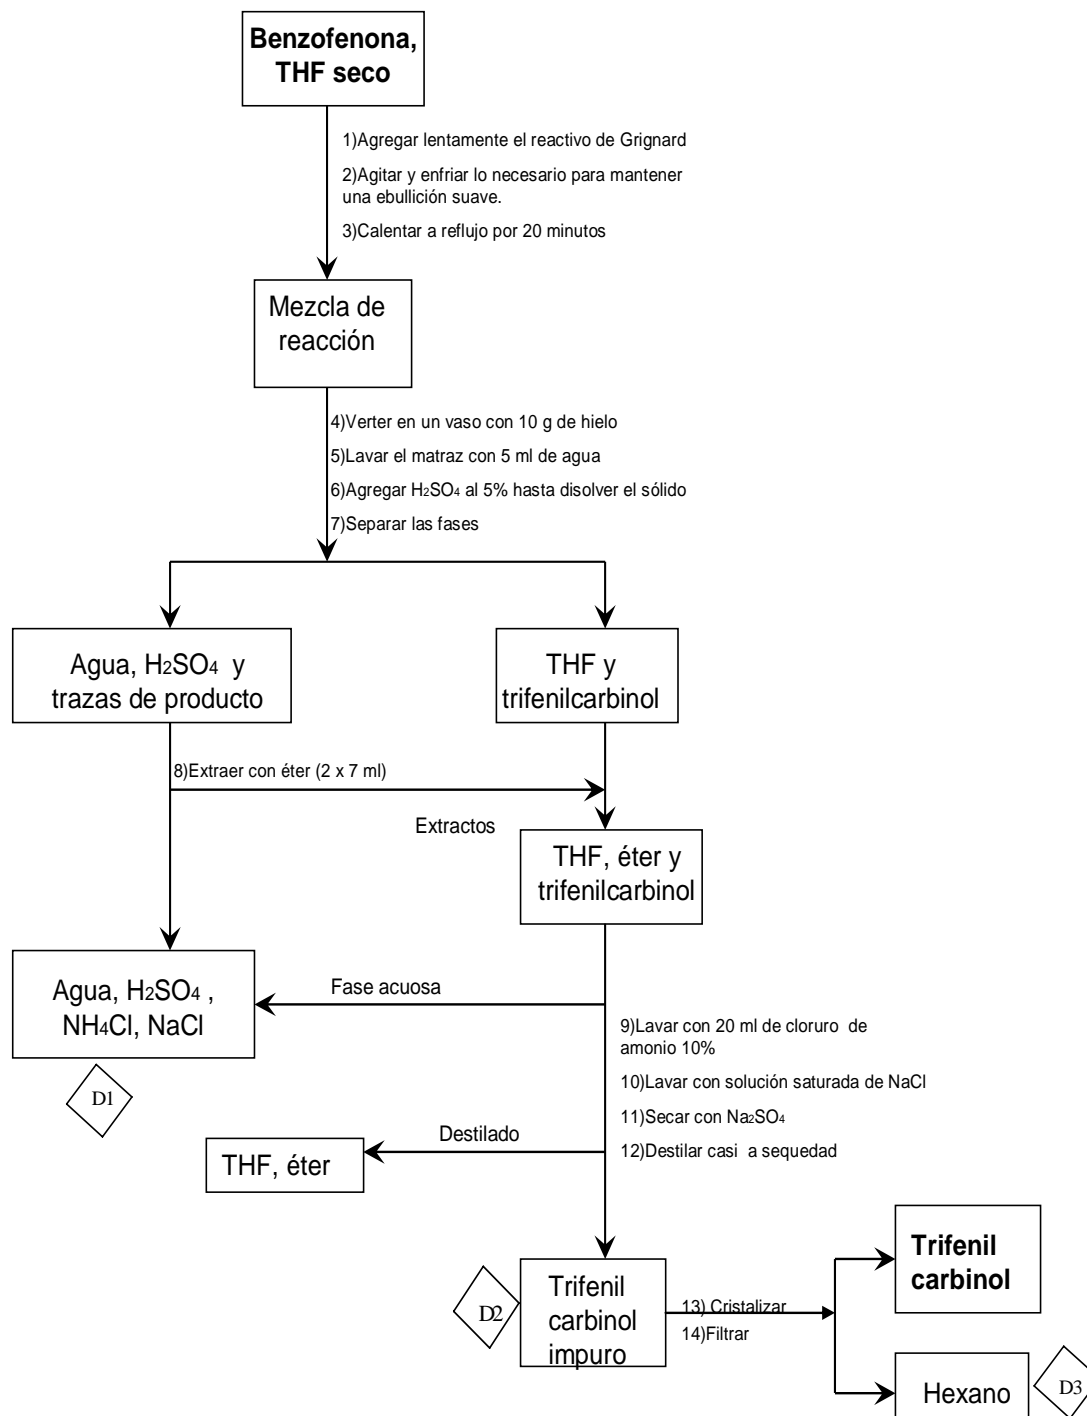 Benzofenona,
THF seco
1)Agregar lentamente el reactivo de Grignard
2)Agitar y enfriar lo necesario para mantener
una ebullición suave.
3)Calentar a reflujo por 20 minutos
Mezcla de
reacción
4)Verter en un vaso con 10 g de hielo
5)Lavar el matraz con 5 ml de agua
6)Agregar H2SO4 al 5% hasta disolver el sólido
7)Separar las fases
Agua, H2SO4 y
trazas de producto
THF y
trifenilcarbinol
8)Extraer con éter (2 x 7 ml)
Extractos
THF, éter y
trifenilcarbinol
Agua, H2SO4 ,
NH4Cl, NaCl
Fase acuosa
D1
9)Lavar con 20 ml de cloruro de
amonio 10%
10)Lavar con solución saturada de NaCl
11)Secar con Na2SO4
12)Destilar casi a sequedad
Destilado
THF, éter
Trifenil
carbinol
impuro
D2
13) Cristalizar
14)Filtrar
Trifenil
carbinol
Hexano
D3